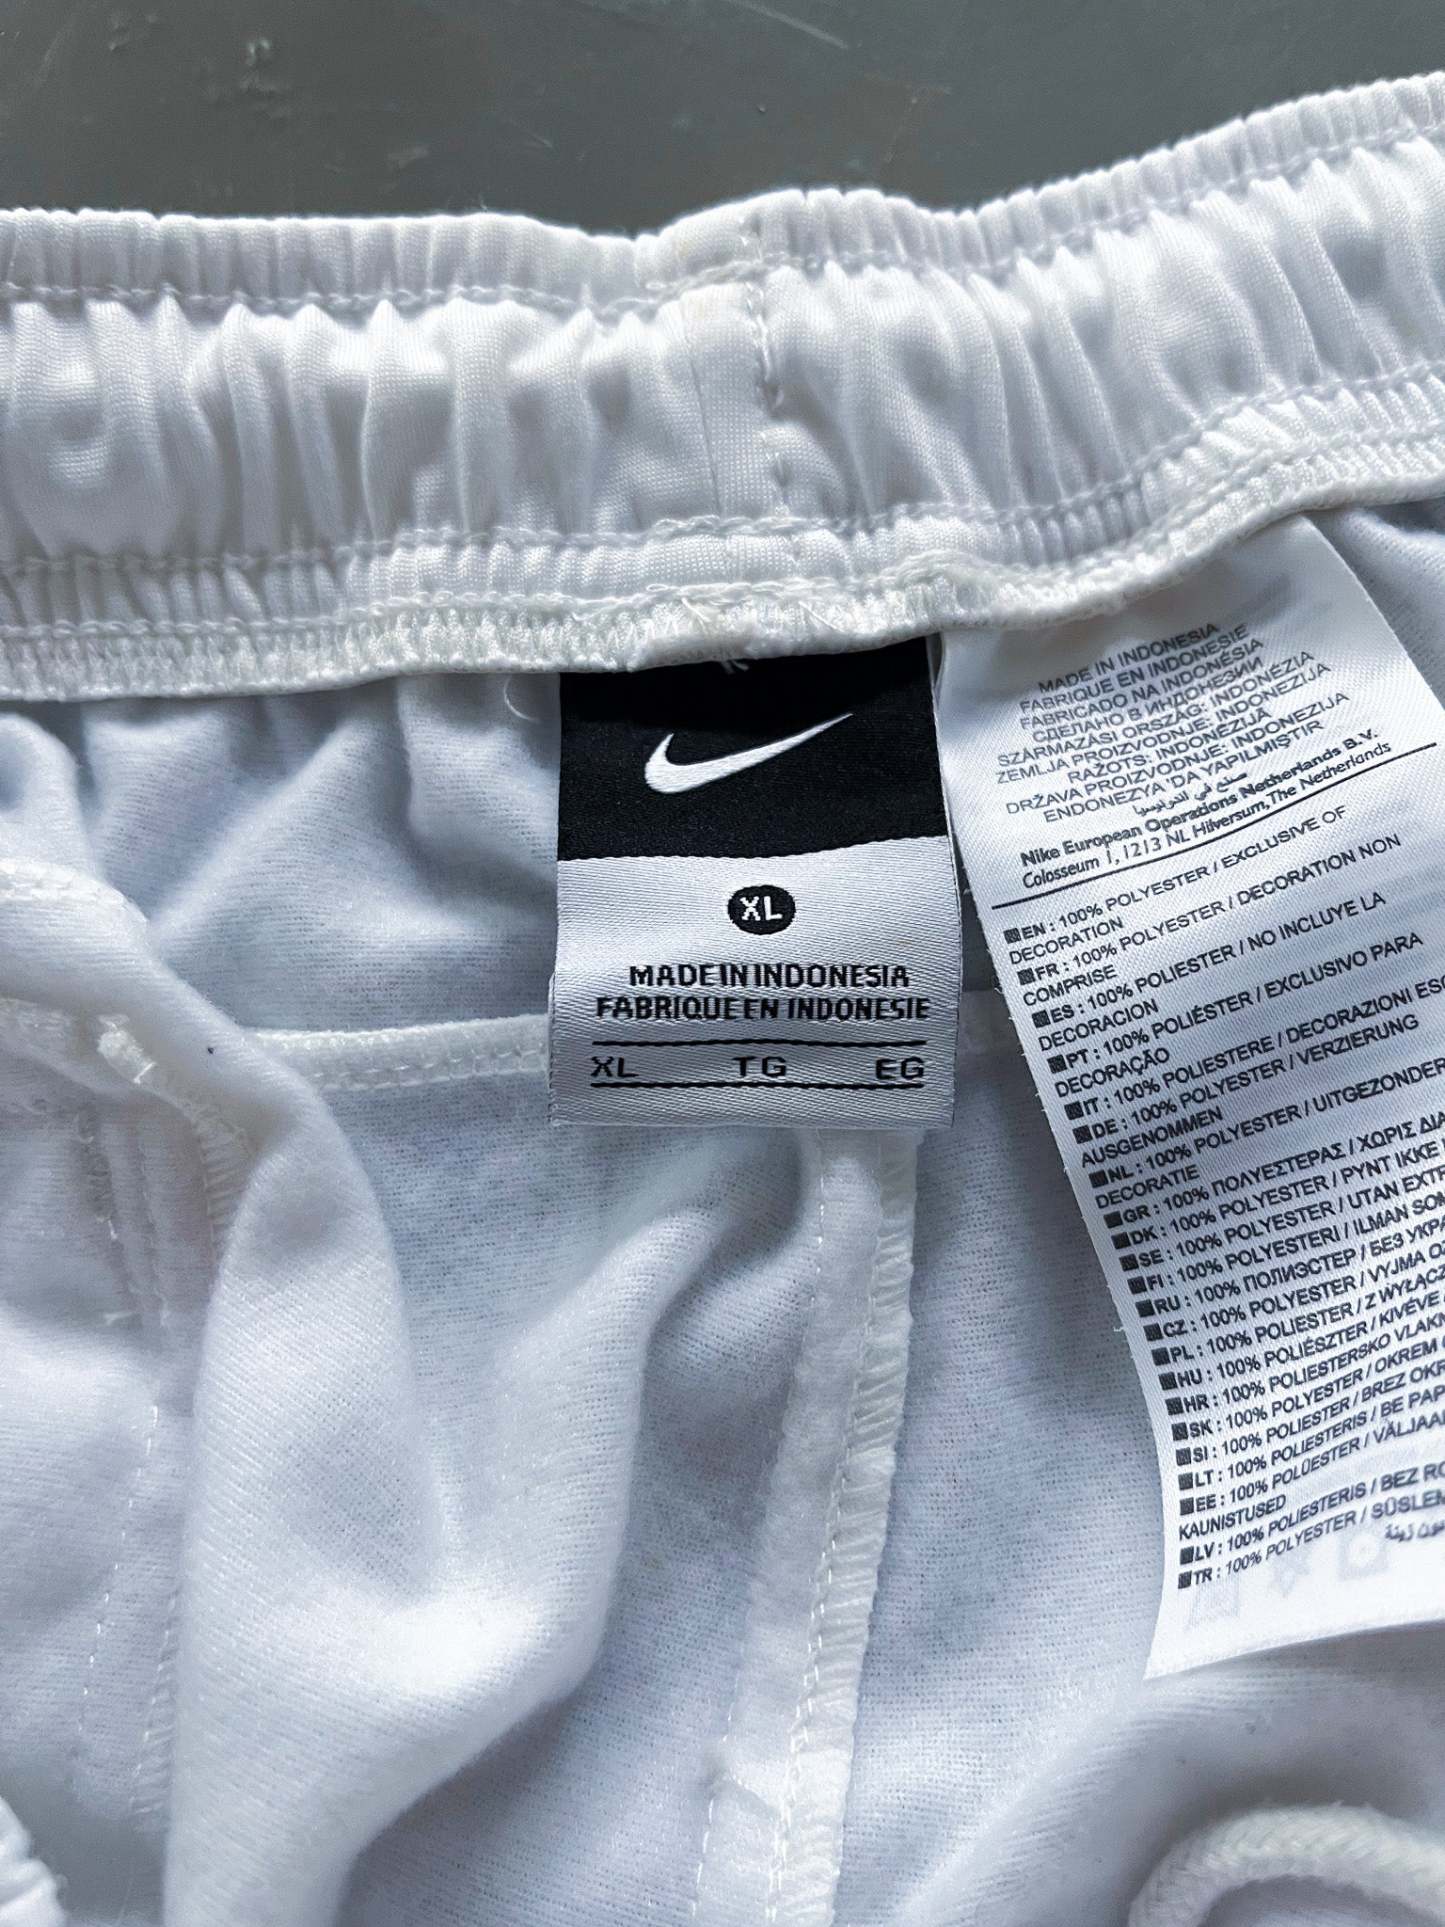 XL
MADE IN INDONESIA
FABRIQUE EN INDONESIE
XL TG EG
MADE IN INDONESIA
FABRIQUE EN INDONESIE
FABRICADO NA INDONÉSIA
СДЕЛАНО В ИНДОНЕЗИИ
SZÁRMAZÁSI ORSZÁG: INDONÉZIA
ZEMLJA PROIZVODNJE: INDONEZIJA
RAŽOTS: INDONEZIJA
DRŽAVA PROIZVODNJE: INDONEZIJA
ENDONEZYA 'DA YAPILMIŞTIR
صنع في
Nike European Operations Netherlands B.V.
Colosseum 1, 1213 NL Hilversum, The Netherlands
EN : 100% POLYESTER / EXCLUSIVE OF
DECORATION
FR : 100% POLYESTER / DECORATION NON
COMPRISE
ES : 100% POLIESTER / NO INCLUYE LA
DECORACION
PT : 100% POLIÉSTER / EXCLUSIVO PARA
DECORAÇÃO
IT : 100% POLIESTERE / DECORAZIONI
DE : 100% POLYESTER / VERZIERUNG
AUSGENOMMEN
NL : 100% POLYESTER / UITGEZONDER
DECORATIE
GR : 100% ΠΟΛΥΕΣΤΕΡΑΣ / ΧΩΡΙΣ
DK : 100% POLYESTER / PYNT IKKE
SE : 100% POLYESTER / UTAN
FI : 100% POLYESTERI / ILMAN
RU : 100% ПОЛИЭСТЕР / БЕЗ
CZ : 100% POLYESTER / VYJMA
PL : 100% POLIESTER / Z
HU : 100% POLIÉSZTER / KIVÉVE
HR : 100% POLIESTERSKO
SK : 100% POLYESTER / OKREM
SI : 100% POLIESTER / BREZ
LT : 100% POLIESTERIS / BE
EE : 100% POLÜESTER /
KAUNISTUSED
LV : 100% POLIESTERIS / BEZ
TR : 100% POLYESTER /